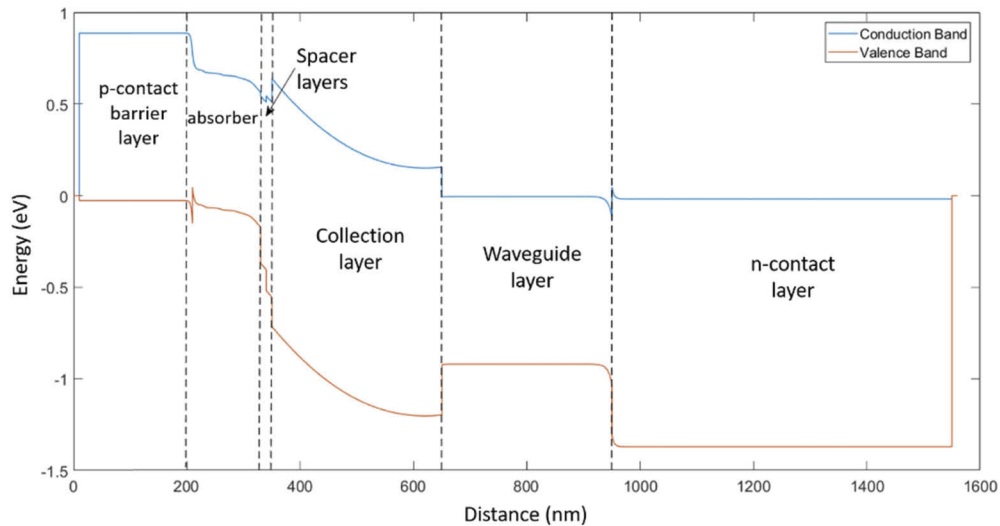 1
0.5
0
-0.5
-1
-1.5
Energy (eV)
0
200
400
600
800
1000
1200
1400
1600
Distance (nm)
p-contact
barrier
layer
absorber
Spacer
layers
Collection
layer
Waveguide
layer
n-contact
layer
Conduction Band
Valence Band